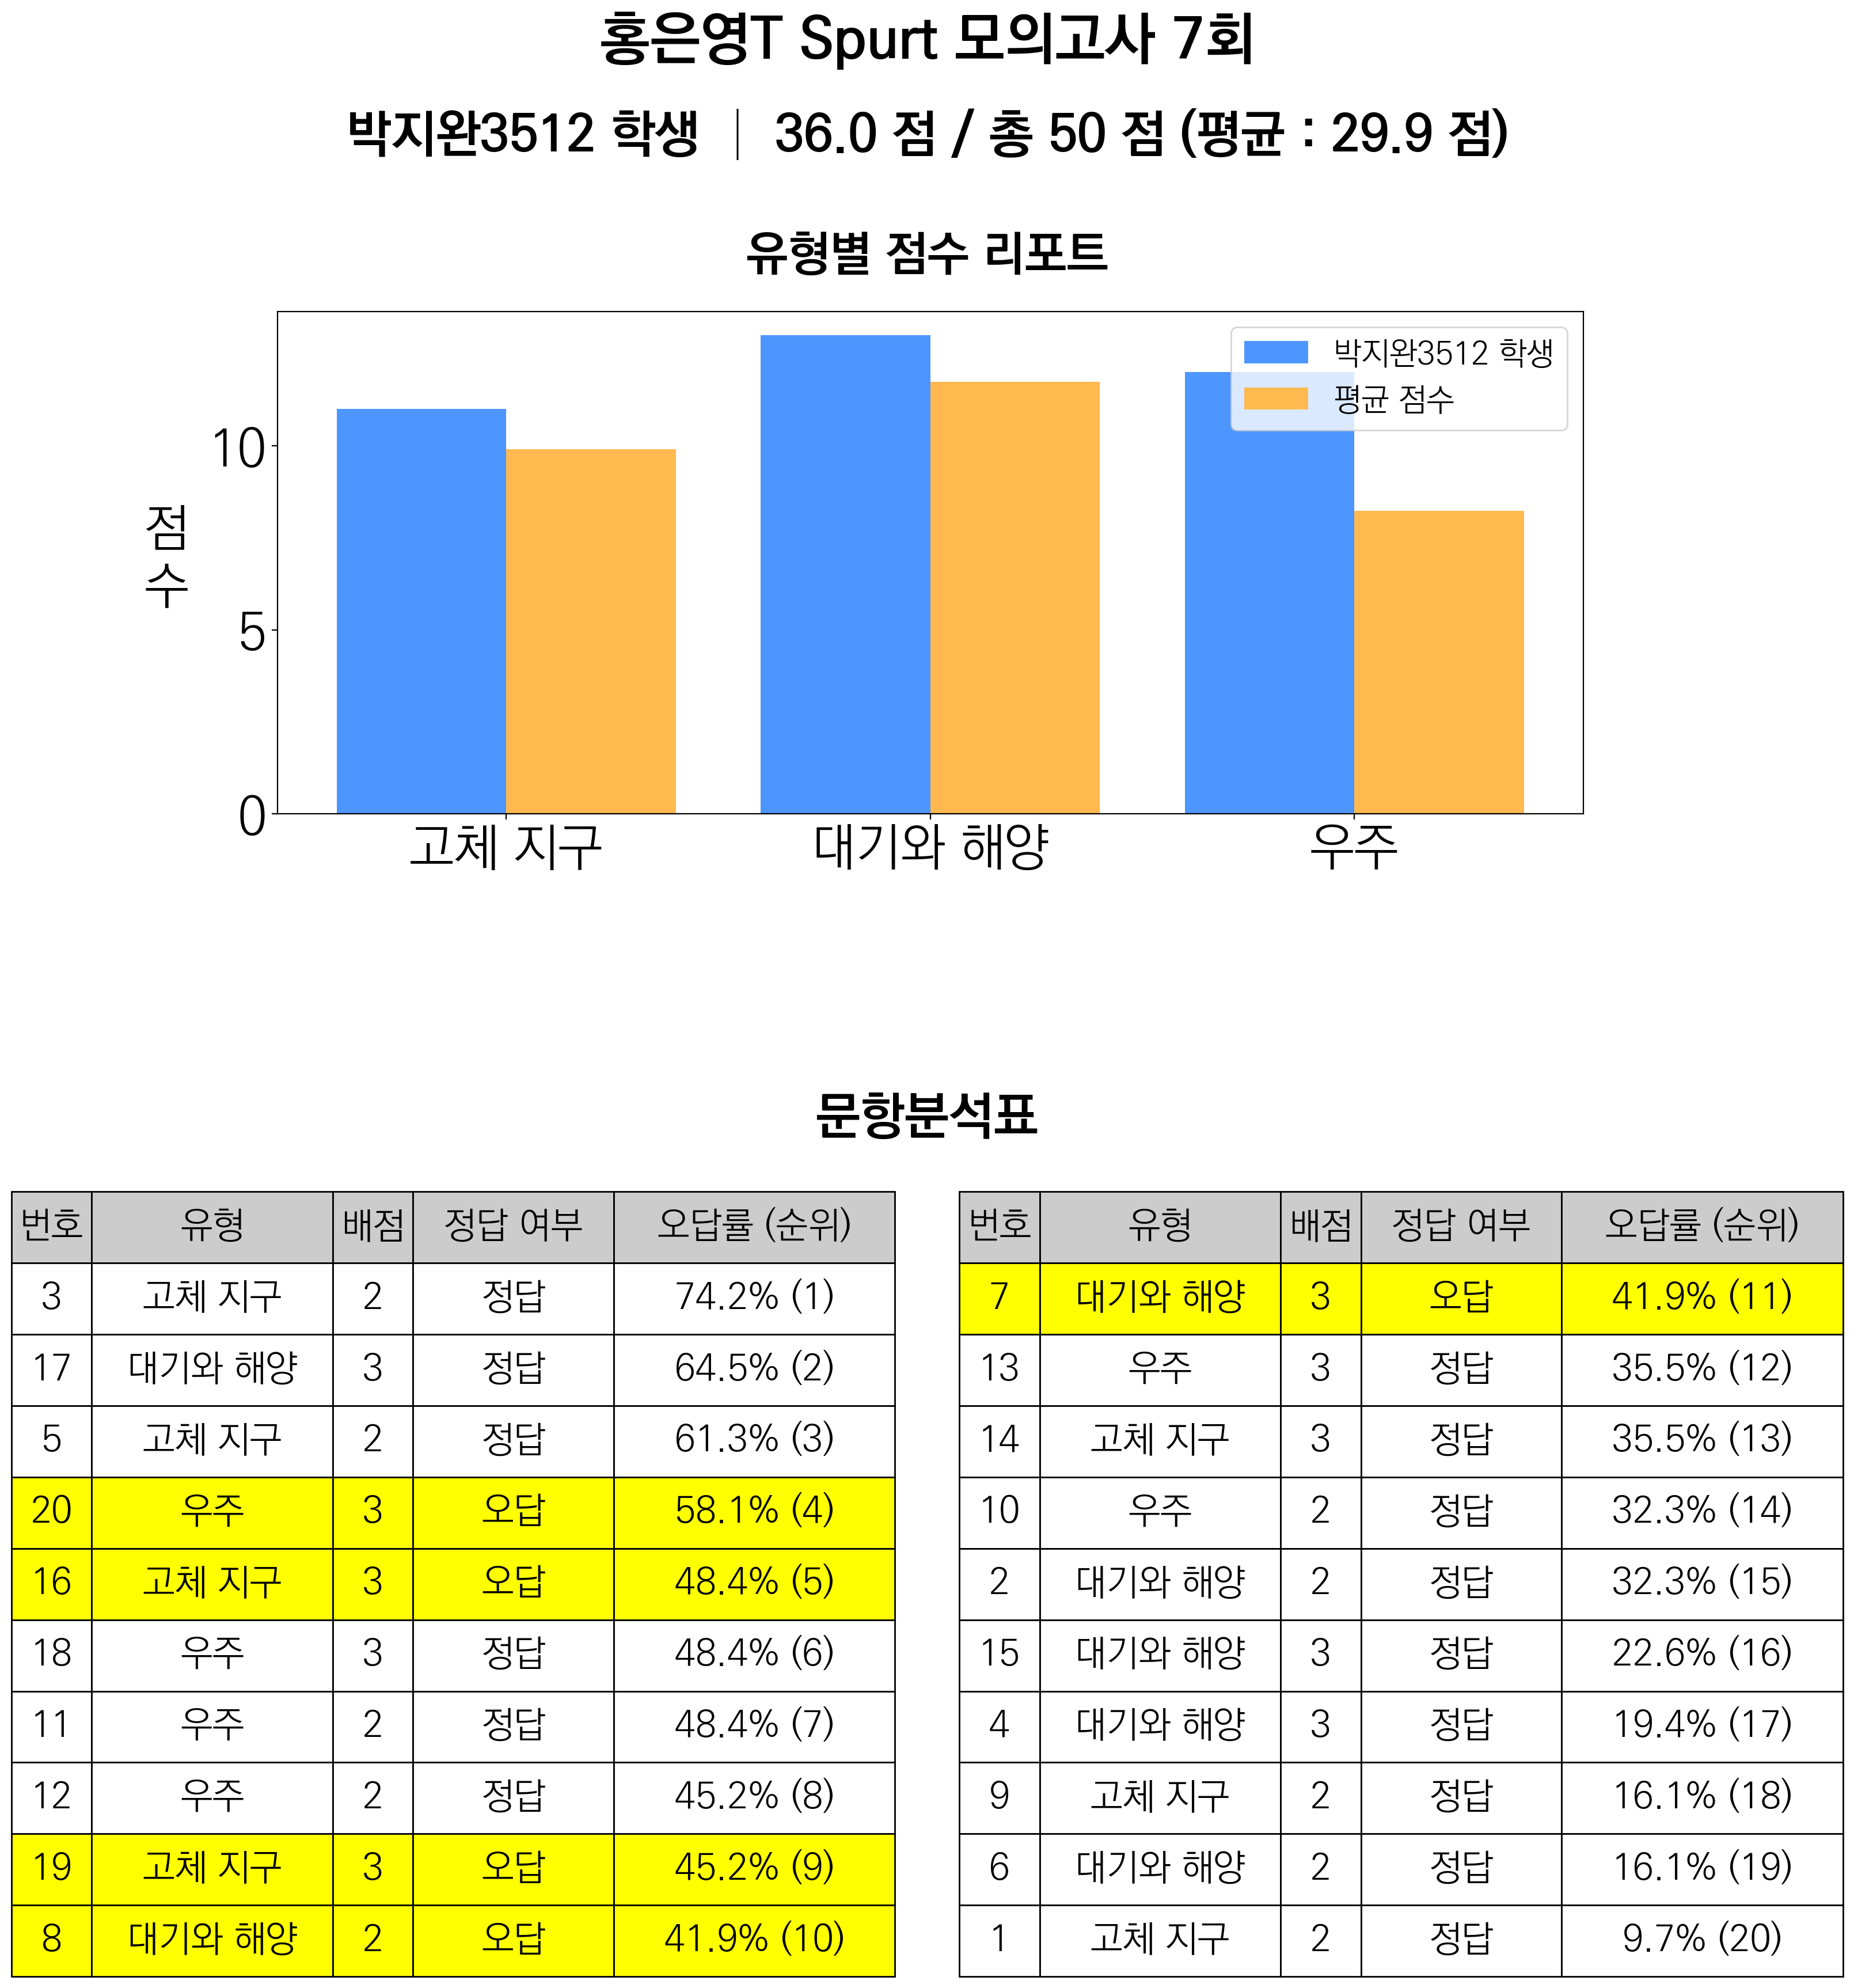 홍은영T Spurt 모의고사 7회
박지완3512 학생 | 36.0 점 / 총 50 점 (평균 : 29.9 점)
유형별 점수 리포트
박지완3512 학생
평균 점수
점
수
10
5
0
고체 지구 대기와 해양 우주
문항분석표
번호 유형 배점 정답 여부 오답률 (순위)
3 고체 지구 2 정답 74.2% (1)
17 대기와 해양 3 정답 64.5% (2)
5 고체 지구 2 정답 61.3% (3)
20 우주 3 오답 58.1% (4)
16 고체 지구 3 오답 48.4% (5)
18 우주 3 정답 48.4% (6)
11 우주 2 정답 48.4% (7)
12 우주 2 정답 45.2% (8)
19 고체 지구 3 오답 45.2% (9)
8 대기와 해양 2 오답 41.9% (10)
번호 유형 배점 정답 여부 오답률 (순위)
7 대기와 해양 3 오답 41.9% (11)
13 우주 3 정답 35.5% (12)
14 고체 지구 3 정답 35.5% (13)
10 우주 2 정답 32.3% (14)
2 대기와 해양 2 정답 32.3% (15)
15 대기와 해양 3 정답 22.6% (16)
4 대기와 해양 3 정답 19.4% (17)
9 고체 지구 2 정답 16.1% (18)
6 대기와 해양 2 정답 16.1% (19)
1 고체 지구 2 정답 9.7% (20)